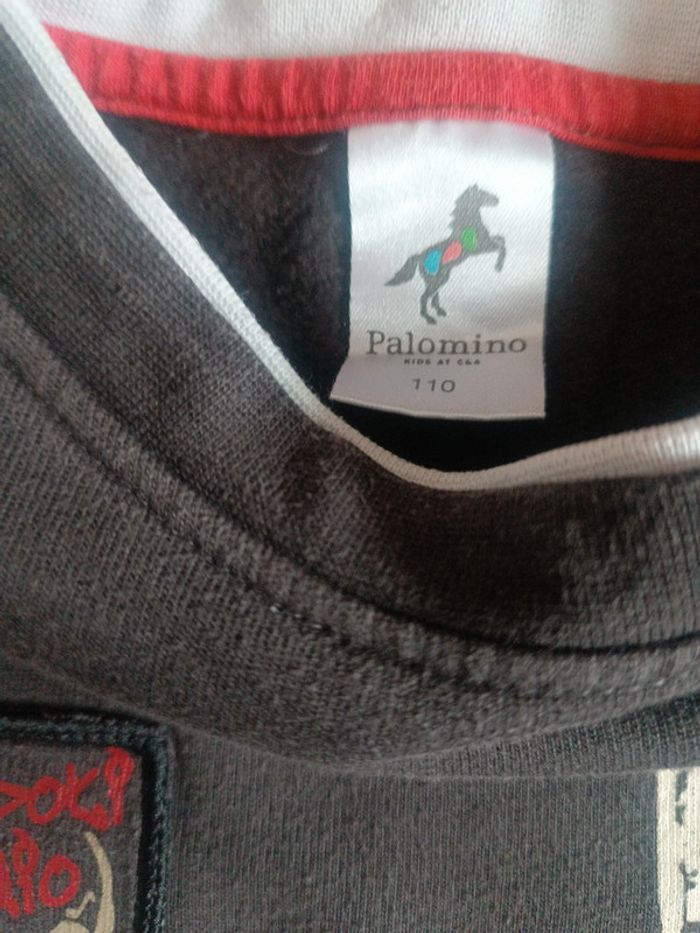 Palomino
KIDS AT C&A
110